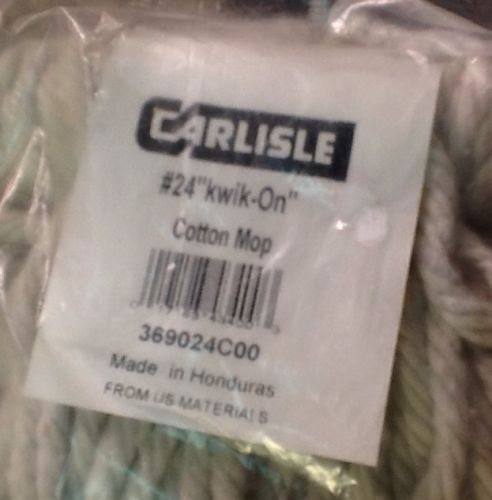 CARLISLE
#24"kwik-On"
Cotton Mop
369024C00
Made in Honduras
FROM US MATERIALS